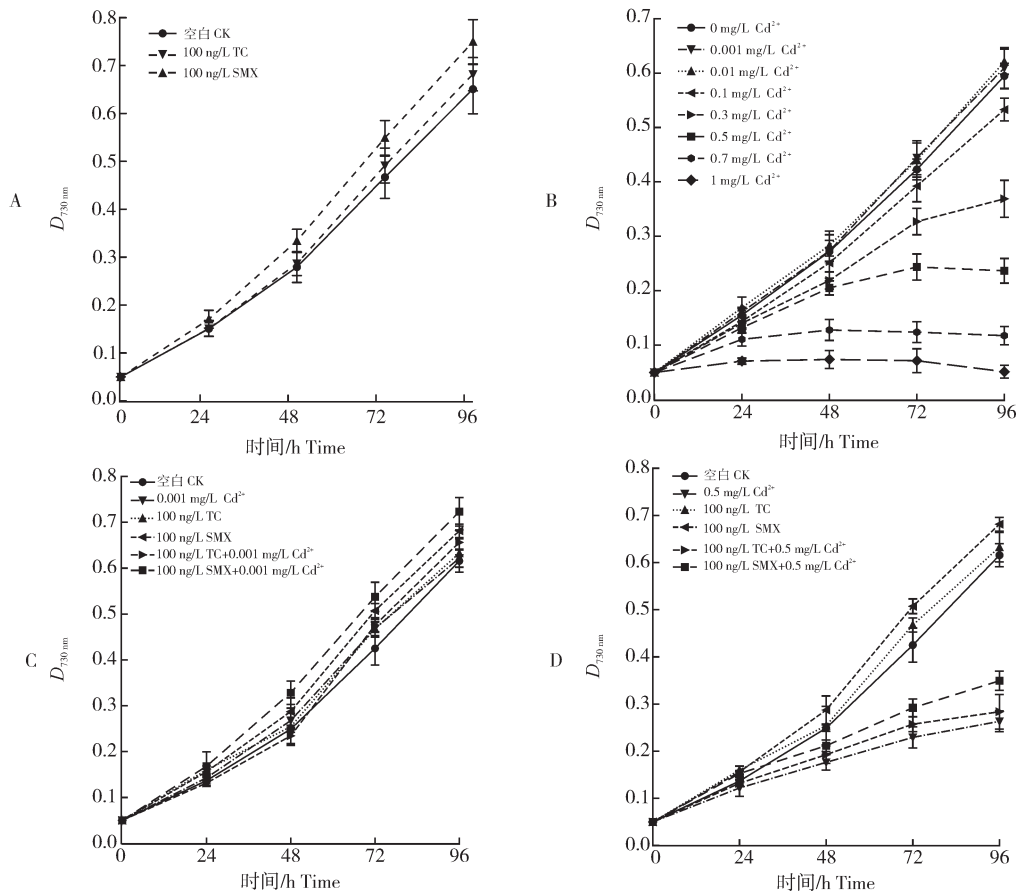 A
D730 nm
0.8
0.7
0.6
0.5
0.4
0.3
0.2
0.1
0.0
空白 CK
100 ng/L TC
100 ng/L SMX
0
24
48
72
96
时间/h Time
B
D730 nm
0.7
0.6
0.5
0.4
0.3
0.2
0.1
0.0
0 mg/L Cd²⁺
0.001 mg/L Cd²⁺
0.01 mg/L Cd²⁺
0.1 mg/L Cd²⁺
0.3 mg/L Cd²⁺
0.5 mg/L Cd²⁺
0.7 mg/L Cd²⁺
1 mg/L Cd²⁺
0
24
48
72
96
时间/h Time
C
D730 nm
0.8
0.7
0.6
0.5
0.4
0.3
0.2
0.1
0.0
空白 CK
0.001 mg/L Cd²⁺
100 ng/L TC
100 ng/L SMX
100 ng/L TC+0.001 mg/L Cd²⁺
100 ng/L SMX+0.001 mg/L Cd²⁺
0
24
48
72
96
时间/h Time
D
D730 nm
0.8
0.7
0.6
0.5
0.4
0.3
0.2
0.1
0.0
空白 CK
0.5 mg/L Cd²⁺
100 ng/L TC
100 ng/L SMX
100 ng/L TC+0.5 mg/L Cd²⁺
100 ng/L SMX+0.5 mg/L Cd²⁺
0
24
48
72
96
时间/h Time